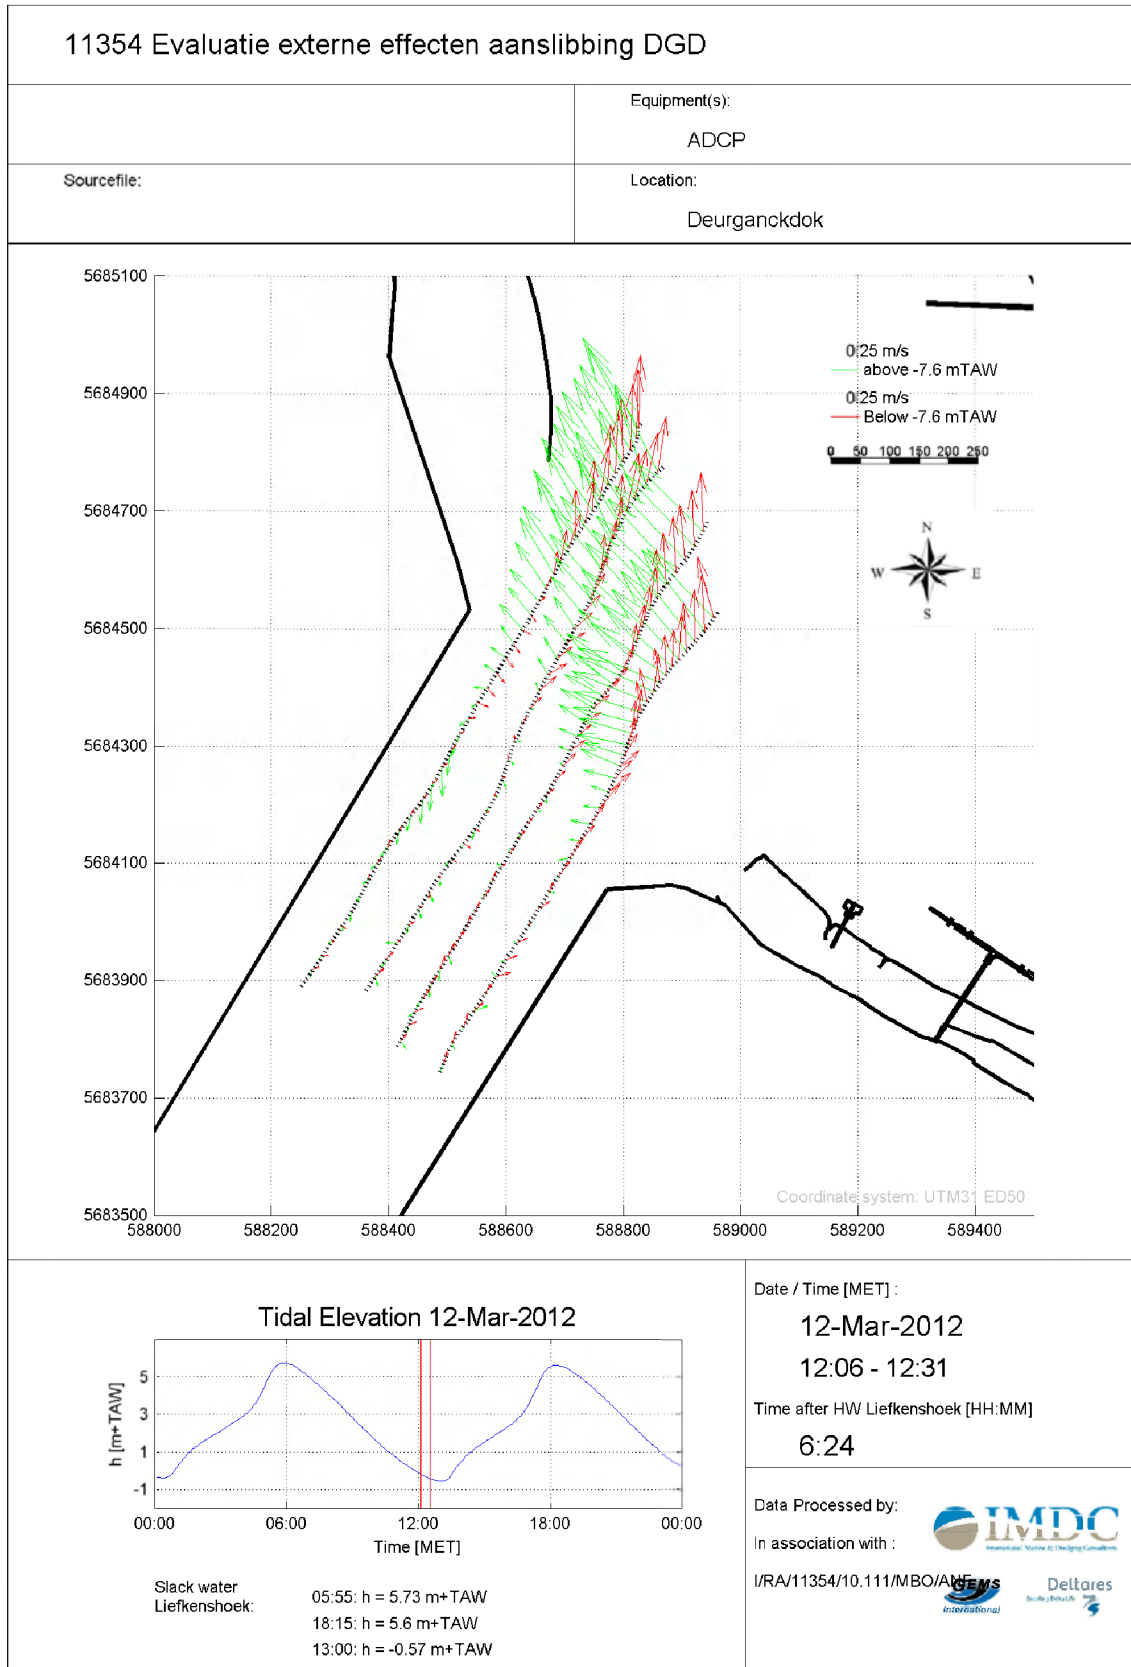 11354 Evaluatie externe effecten aanslibbing DGD
Equipment(s):
ADCP
Sourcefile:
Location:
Deurganckdok
5685100
5684900
5684700
5684500
5684300
5684100
5683900
5683700
5683500
588000
588200
588400
588600
588800
589000
589200
589400
0.25 m/s
above -7.6 mTAW
0.25 m/s
Below -7.6 mTAW
0 50 100 150 200 250
N
W
E
S
Coordinate system: UTM31 ED50
Tidal Elevation 12-Mar-2012
h [m+TAW]
5
3
1
-1
00:00
06:00
12:00
18:00
00:00
Time [MET]
Slack water
Liefkenshoek:
05:55: h = 5.73 m+TAW
18:15: h = 5.6 m+TAW
13:00: h = -0.57 m+TAW
Date / Time [MET] :
12-Mar-2012
12:06 - 12:31
Time after HW Liefkenshoek [HH:MM]
6:24
Data Processed by:
IMDC
International Marine & Dredging Consultants
In association with :
I/RA/11354/10.111/MBO/ANF
GEMS
International
Deltares